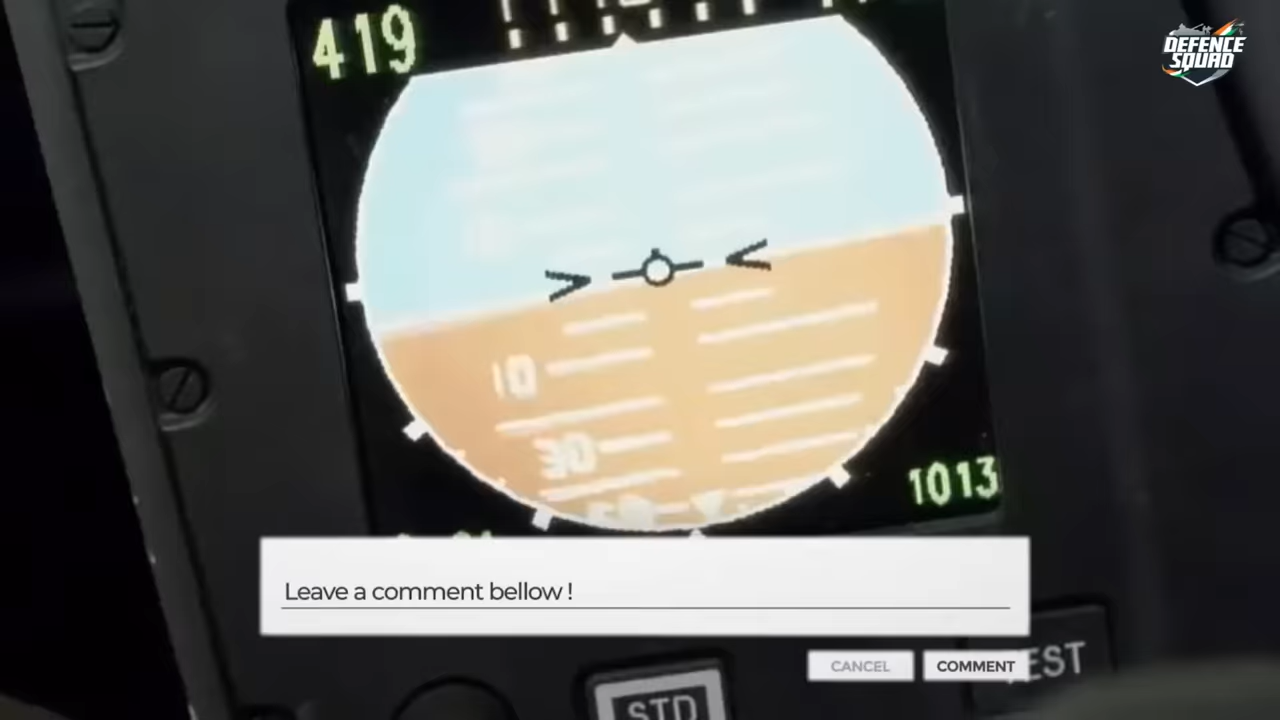 419
DEFENCE
SQUAD
10
30
1013
Leave a comment bellow !
CANCEL
COMMENT
EST
STD